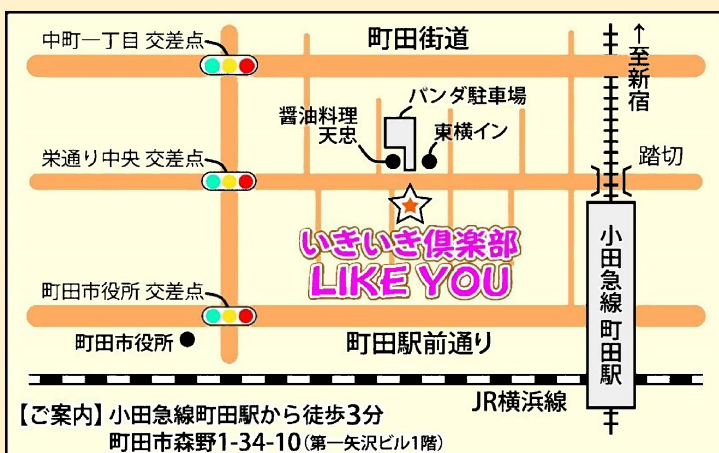 中町一丁目 交差点
町田街道
↑至新宿
パンダ駐車場
醤油料理
天忠
東横イン
栄通り中央 交差点
踏切
いきいき倶楽部
LIKE YOU
小田急線 町田駅
町田市役所 交差点
町田市役所
町田駅前通り
JR横浜線
【ご案内】小田急線町田駅から徒歩3分
町田市森野1-34-10(第一矢沢ビル1階)